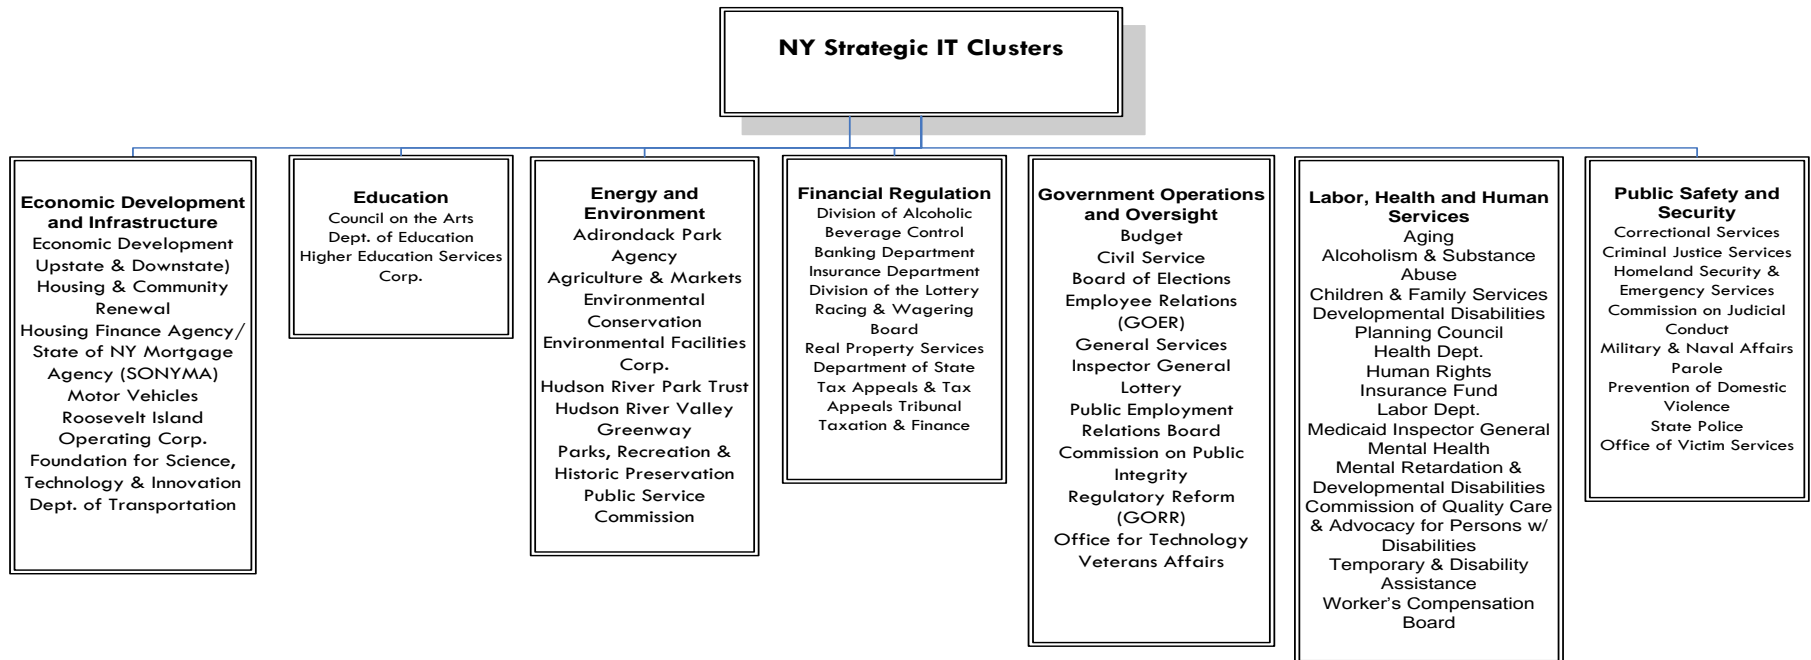 NY Strategic IT Clusters
Economic Development
and Infrastructure
Economic Development
Upstate & Downstate)
Housing & Community
Renewal
Housing Finance Agency/
State of NY Mortgage
Agency (SONYMA)
Motor Vehicles
Roosevelt Island
Operating Corp.
Foundation for Science,
Technology & Innovation
Dept. of Transportation
Education
Council on the Arts
Dept. of Education
Higher Education Services
Corp.
Energy and
Environment
Adirondack Park
Agency
Agriculture & Markets
Environmental
Conservation
Environmental Facilities
Corp.
Hudson River Park Trust
Hudson River Valley
Greenway
Parks, Recreation &
Historic Preservation
Public Service
Commission
Financial Regulation
Division of Alcoholic
Beverage Control
Banking Department
Insurance Department
Division of the Lottery
Racing & Wagering
Board
Real Property Services
Department of State
Tax Appeals & Tax
Appeals Tribunal
Taxation & Finance
Government Operations
and Oversight
Budget
Civil Service
Board of Elections
Employee Relations
(GOER)
General Services
Inspector General
Lottery
Public Employment
Relations Board
Commission on Public
Integrity
Regulatory Reform
(GORR)
Office for Technology
Veterans Affairs
Labor, Health and Human
Services
Aging
Alcoholism & Substance
Abuse
Children & Family Services
Developmental Disabilities
Planning Council
Health Dept.
Human Rights
Insurance Fund
Labor Dept.
Medicaid Inspector General
Mental Health
Mental Retardation &
Developmental Disabilities
Commission of Quality Care
& Advocacy for Persons w/
Disabilities
Temporary & Disability
Assistance
Worker's Compensation
Board
Public Safety and
Security
Correctional Services
Criminal Justice Services
Homeland Security &
Emergency Services
Commission on Judicial
Conduct
Military & Naval Affairs
Parole
Prevention of Domestic
Violence
State Police
Office of Victim Services